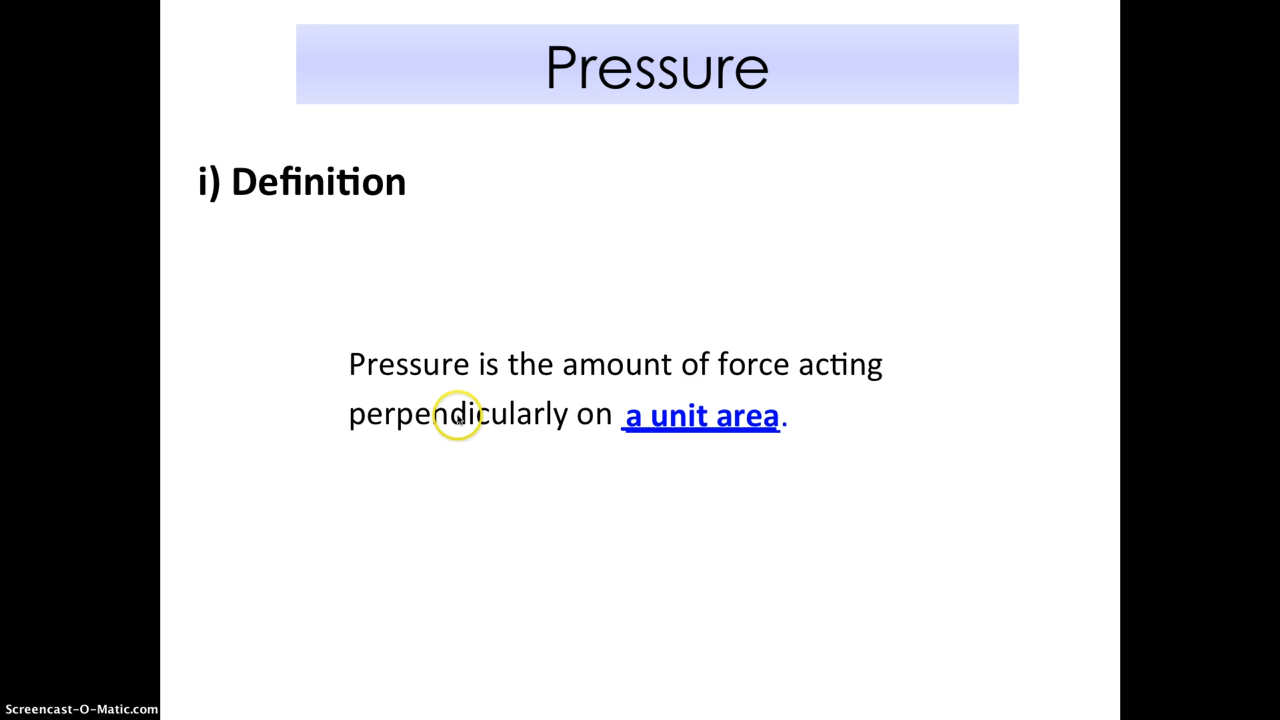 Pressure
i) Definition
Pressure is the amount of force acting
perpendicularly on a unit area.
Screencast-O-Matic.com